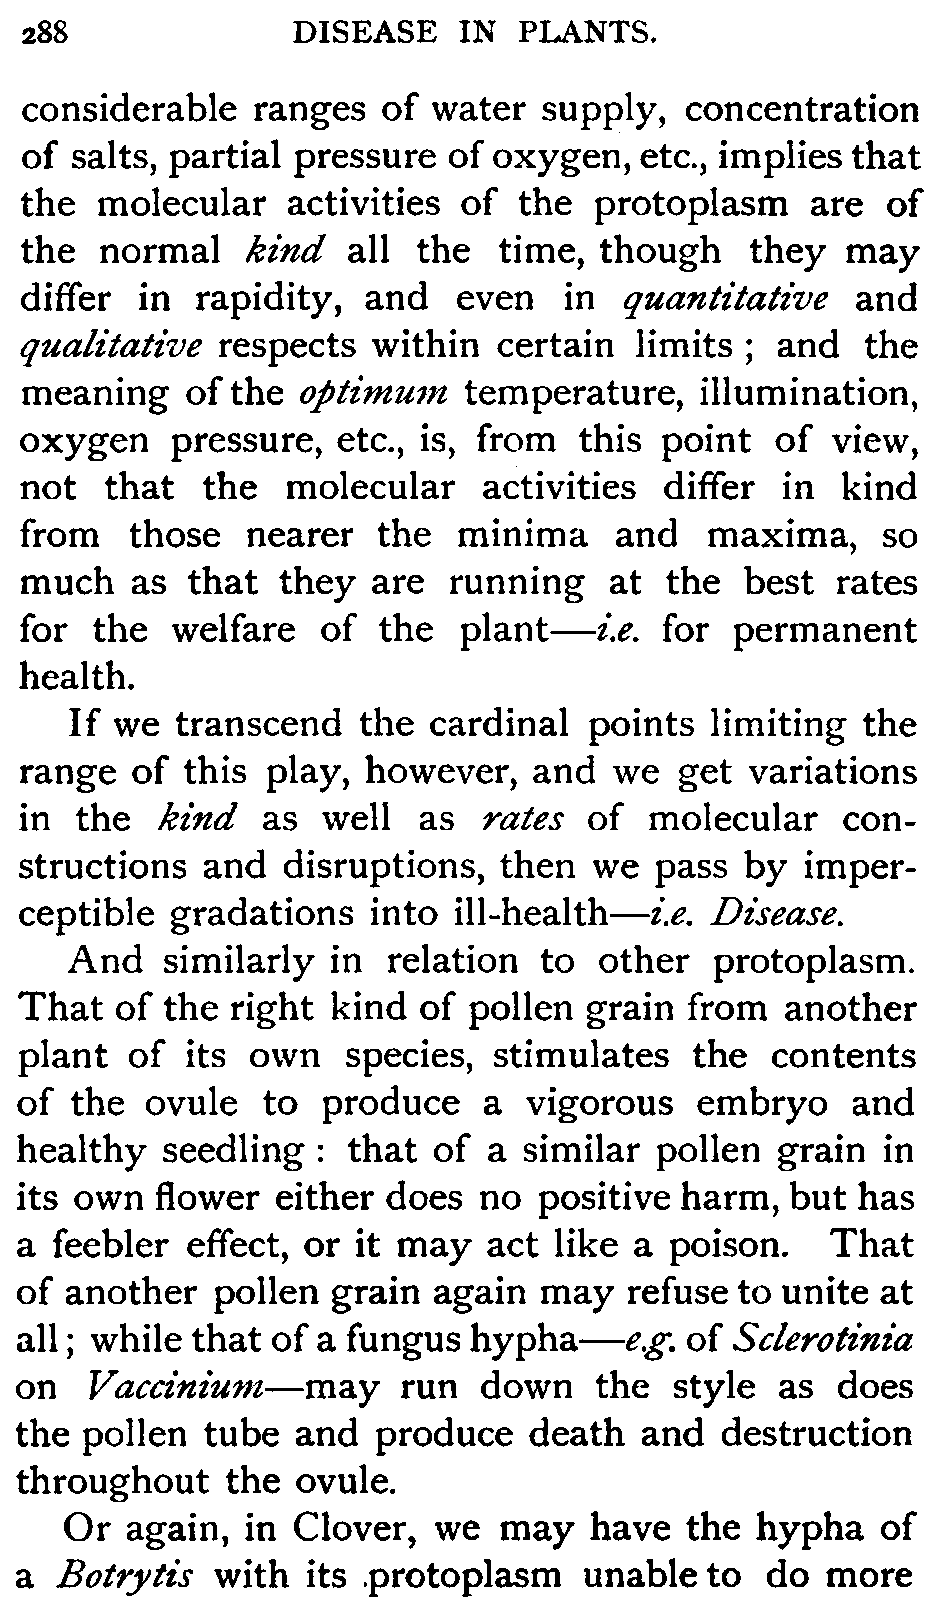 288 DISEASE IN PLANTS.
considerable ranges of water supply, concentration
of salts, partial pressure of oxygen, etc., implies that
the molecular activities of the protoplasm are of
the normal kind all the time, though they may
differ in rapidity, and even in quantitative and
qualitative respects within certain limits ; and the
meaning of the optimum temperature, illumination,
oxygen pressure, etc., is, from this point of view,
not that the molecular activities differ in kind
from those nearer the minima and maxima, so
much as that they are running at the best rates
for the welfare of the plant—i.e. for permanent
health.
If we transcend the cardinal points limiting the
range of this play, however, and we get variations
in the kind as well as rates of molecular con-
structions and disruptions, then we pass by imper-
ceptible gradations into ill-health—i.e. Disease.
And similarly in relation to other protoplasm.
That of the right kind of pollen grain from another
plant of its own species, stimulates the contents
of the ovule to produce a vigorous embryo and
healthy seedling : that of a similar pollen grain in
its own flower either does no positive harm, but has
a feebler effect, or it may act like a poison. That
of another pollen grain again may refuse to unite at
all ; while that of a fungus hypha—e.g. of Sclerotinia
on Vaccinium—may run down the style as does
the pollen tube and produce death and destruction
throughout the ovule.
Or again, in Clover, we may have the hypha of
a Botrytis with its protoplasm unable to do more